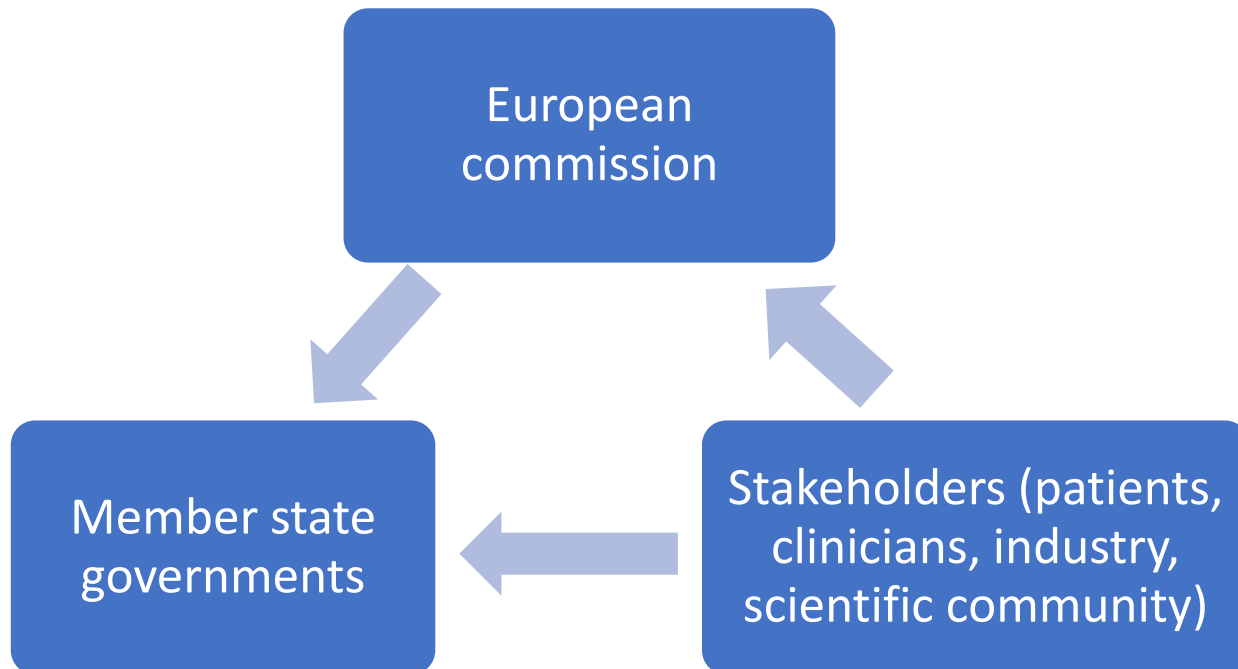 European
commission
Member state
governments
Stakeholders (patients,
clinicians, industry,
scientific community)